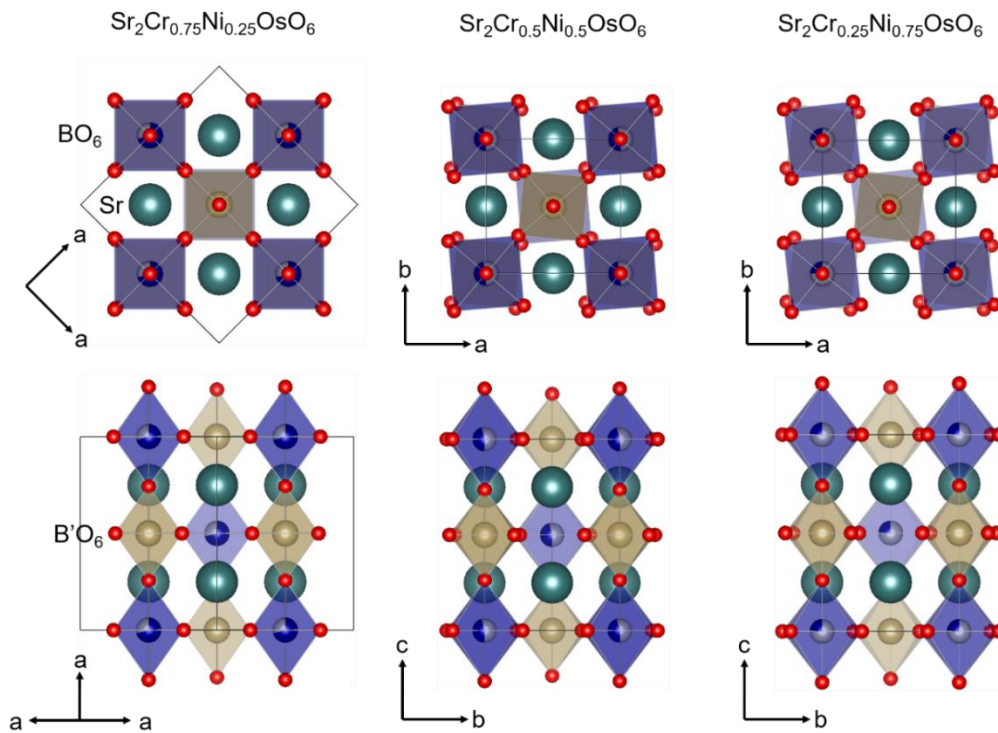 Sr₂Cr₀.₇₅Ni₀.₂₅OsO₆
Sr₂Cr₀.₅Ni₀.₅OsO₆
Sr₂Cr₀.₂₅Ni₀.₇₅OsO₆
BO₆
Sr
a
a
b
a
b
a
B'O₆
a
a
a
c
b
c
b